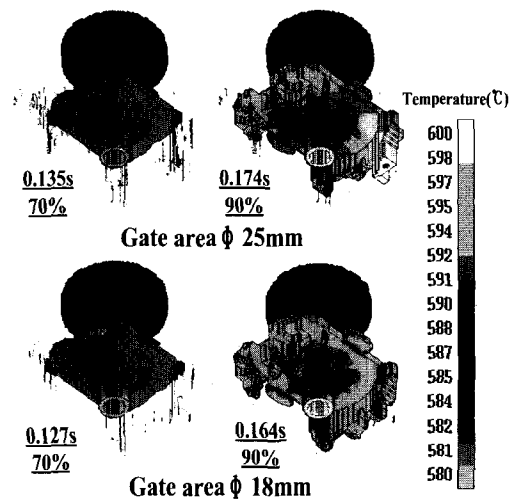 Temperature(℃)
600
598
597
595
594
592
591
590
588
587
585
584
582
581
580
0.135s
70%
0.174s
90%
Gate area ϕ 25mm
0.127s
70%
0.164s
90%
Gate area ϕ 18mm